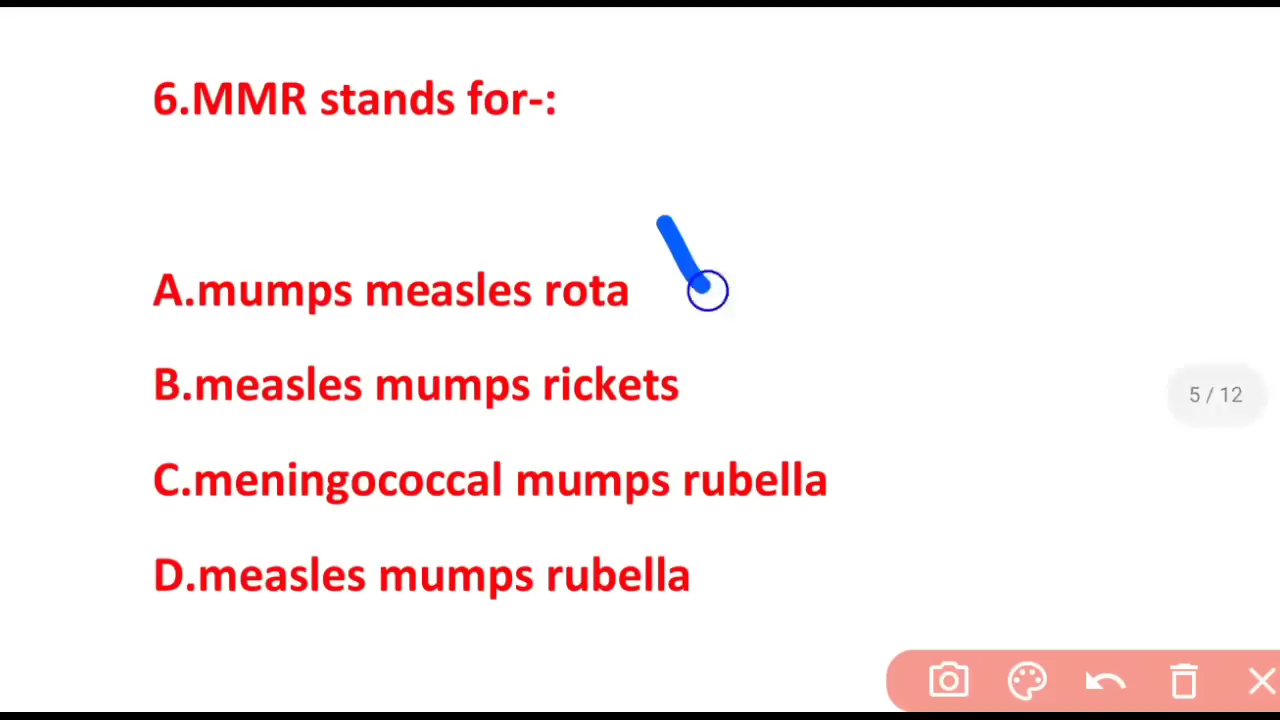 6.MMR stands for-:
A.mumps measles rota
B.measles mumps rickets
5 / 12
C.meningococcal mumps rubella
D.measles mumps rubella